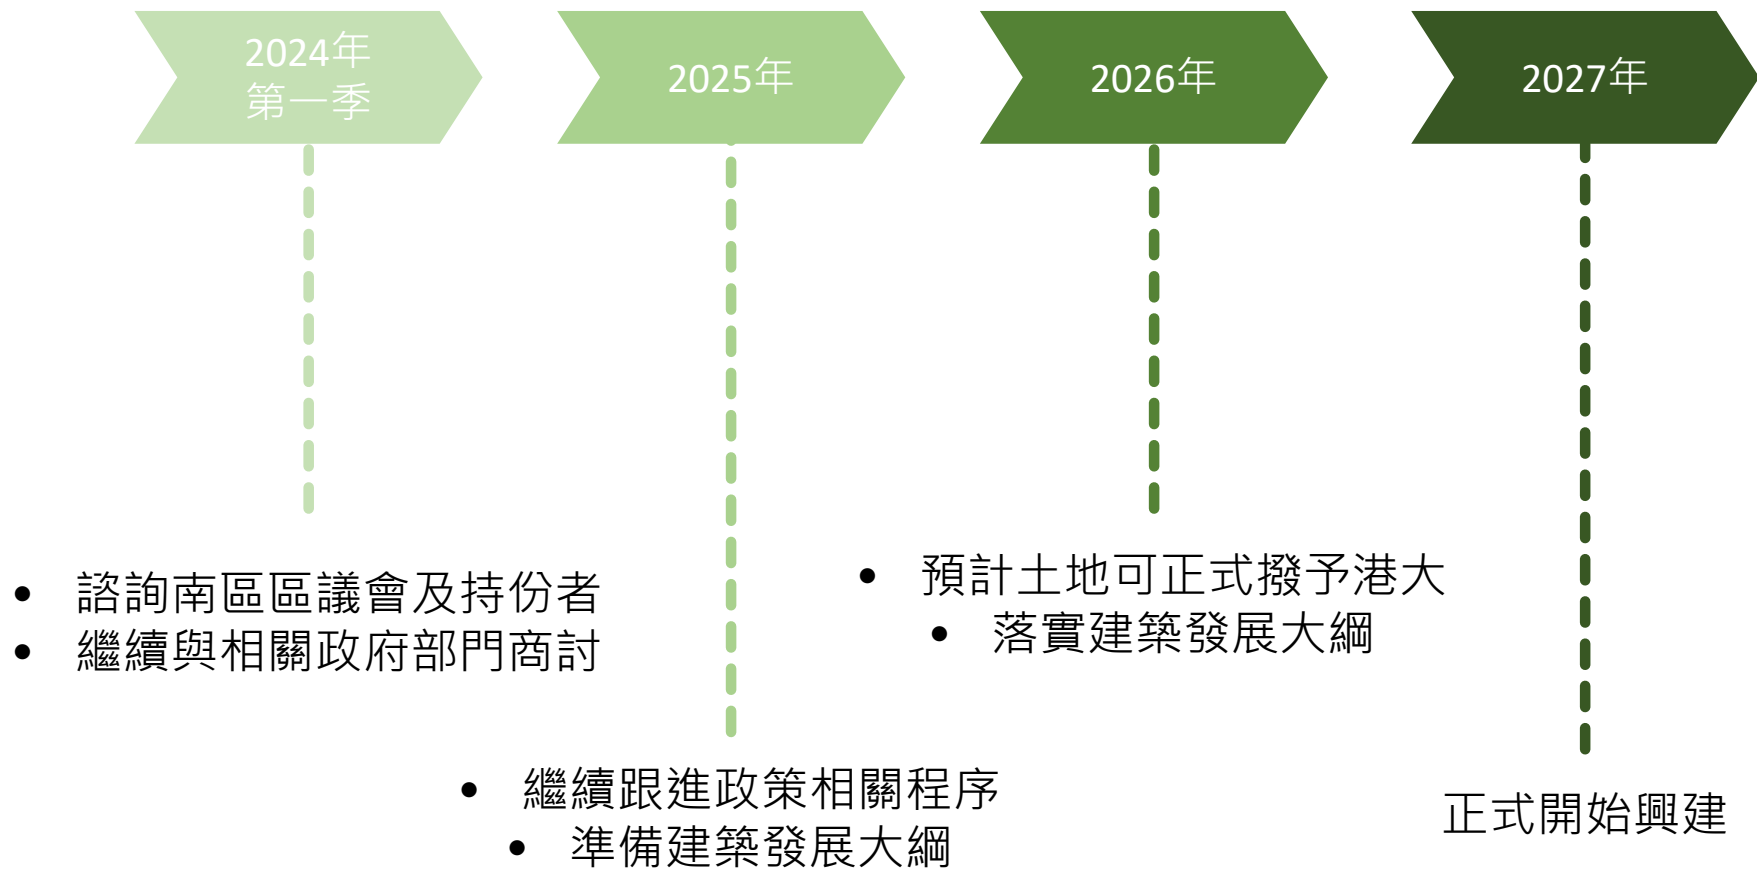 2024年
第一季
2025年
2026年
2027年
• 諮詢南區區議會及持份者
• 繼續與相關政府部門商討
• 繼續跟進政策相關程序
• 準備建築發展大綱
• 預計土地可正式撥予港大
• 落實建築發展大綱
正式開始興建